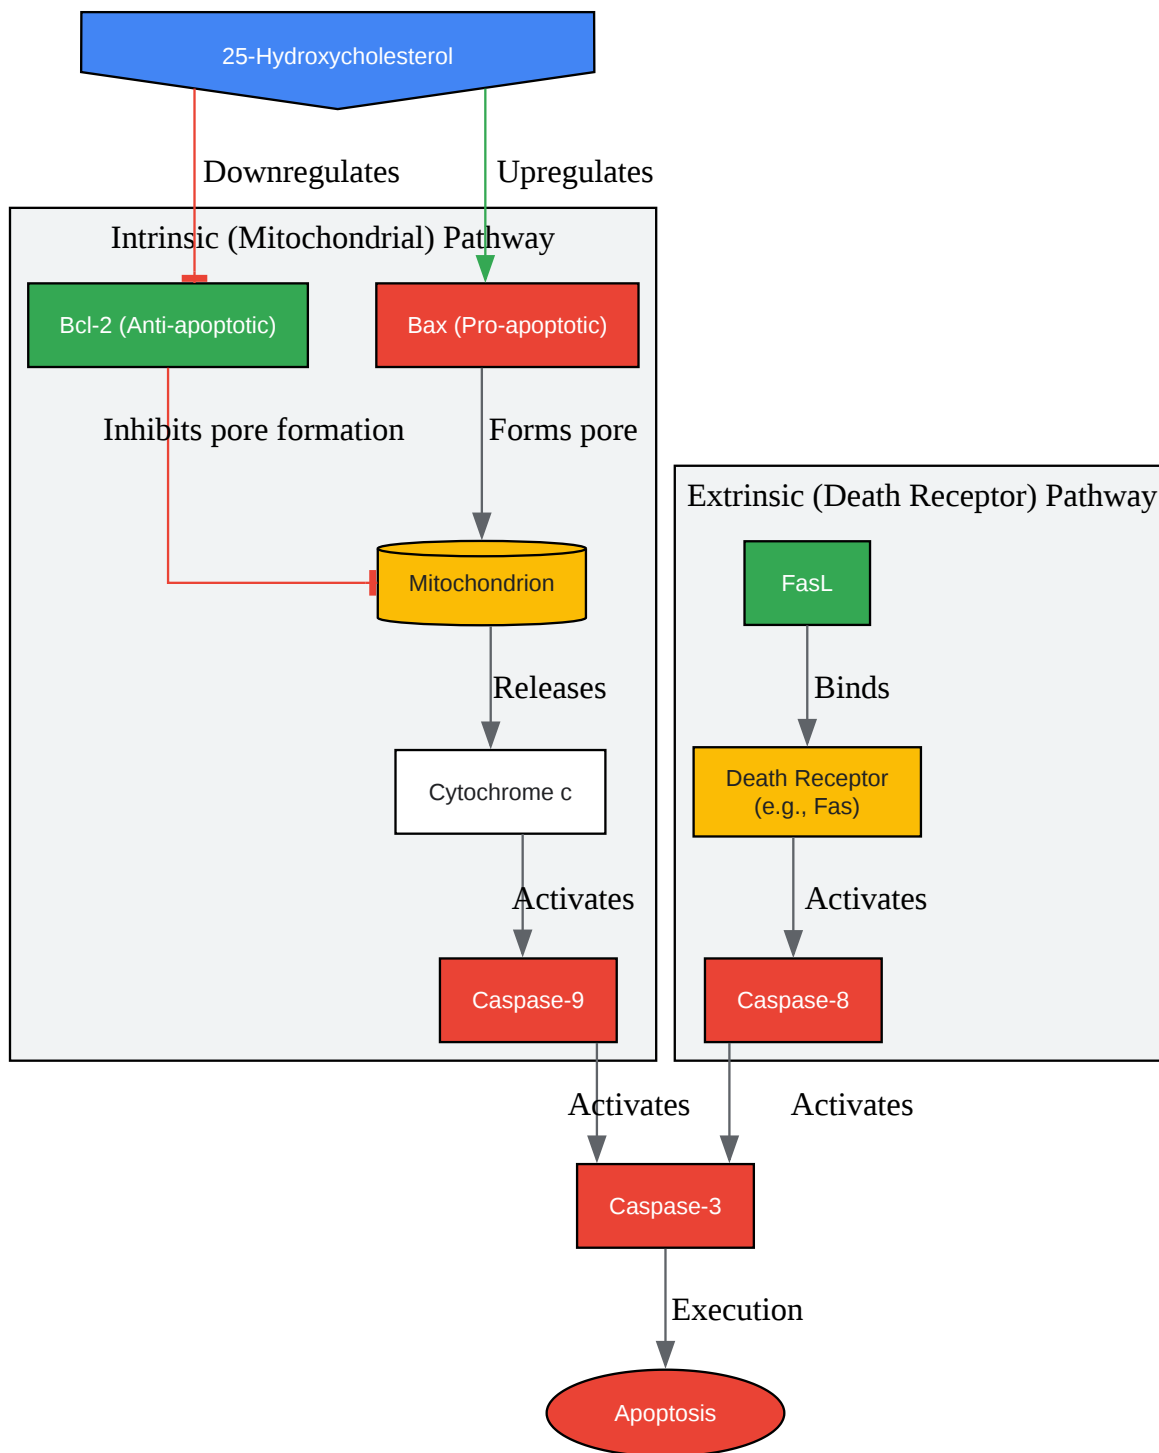 25-Hydroxycholesterol
Downregulates
Upregulates
Intrinsic (Mitochondrial) Pathway
Bcl-2 (Anti-apoptotic)
Bax (Pro-apoptotic)
Inhibits pore formation
Forms pore
Extrinsic (Death Receptor) Pathway
Mitochondrion
FasL
Releases
Binds
Cytochrome c
Death Receptor
(e.g., Fas)
Activates
Activates
Caspase-9
Caspase-8
Activates
Activates
Caspase-3
Execution
Apoptosis